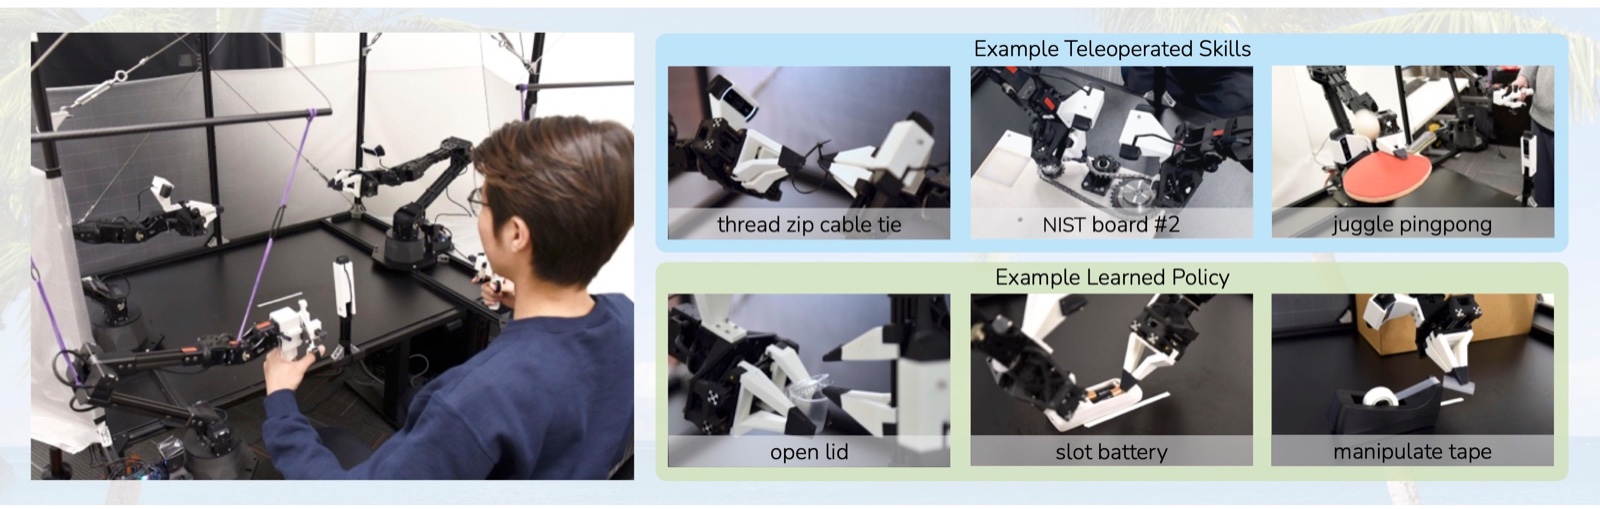 Example Teleoperated Skills
thread zip cable tie
NIST board #2
juggle pingpong
Example Learned Policy
open lid
slot battery
manipulate tape